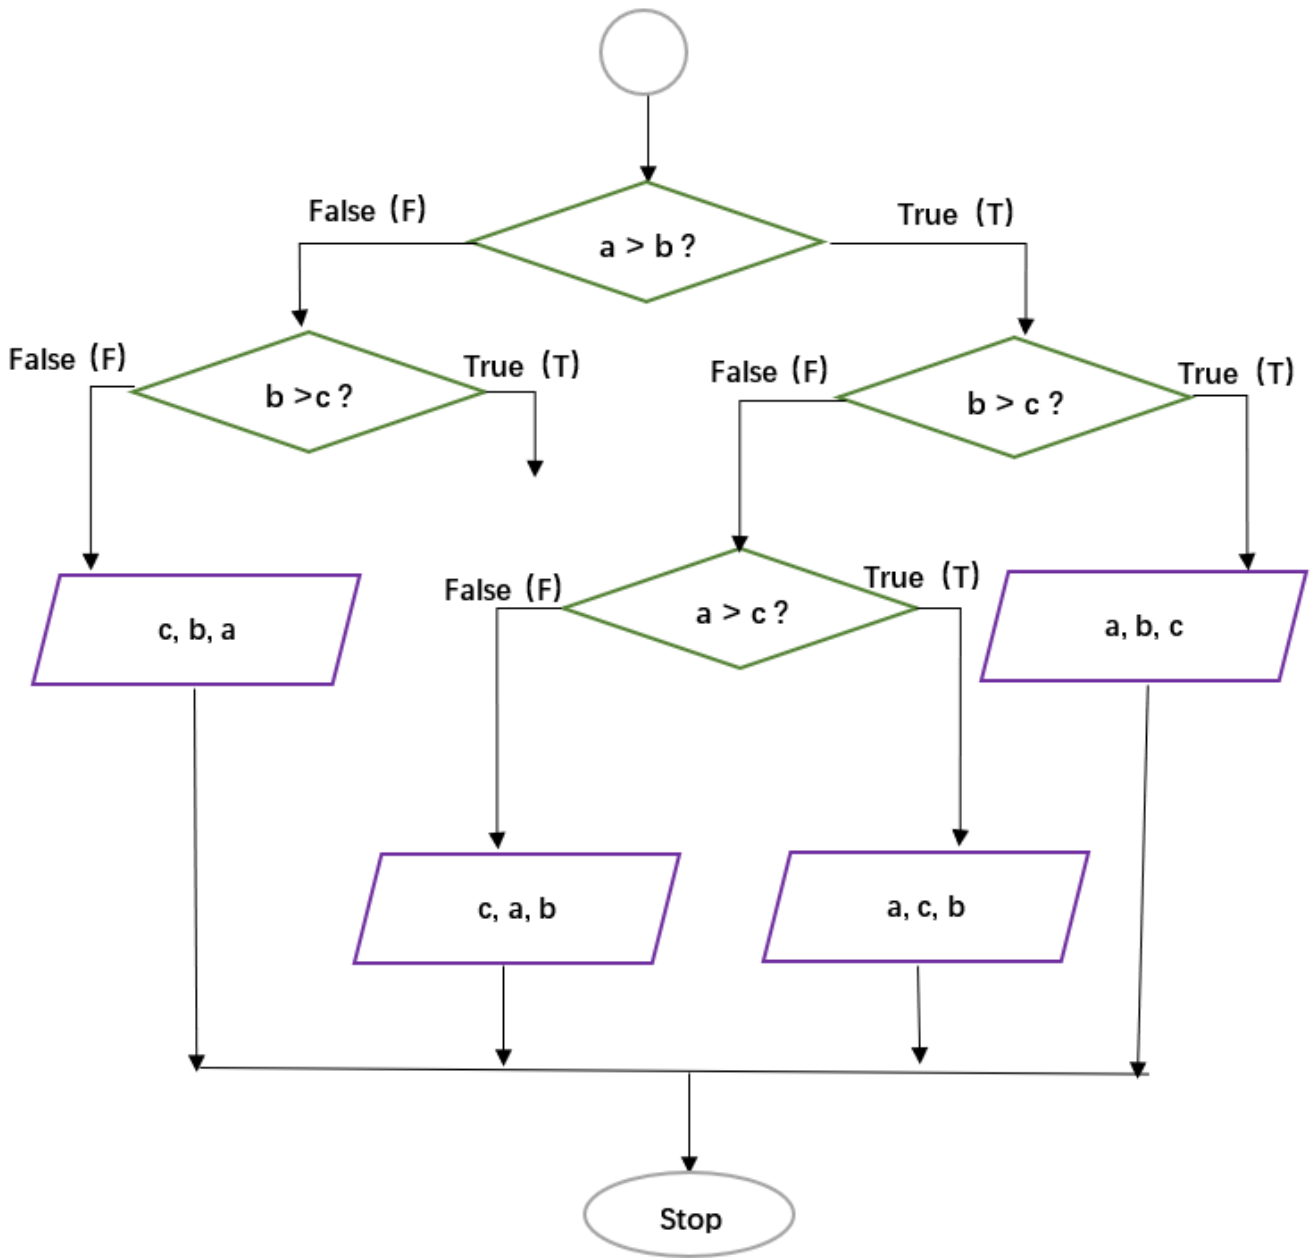 False (F)
True (T)
a > b ?
False (F)
True (T)
b >c ?
False (F)
True (T)
b > c ?
False (F)
True (T)
a > c ?
c, b, a
a, b, c
c, a, b
a, c, b
Stop